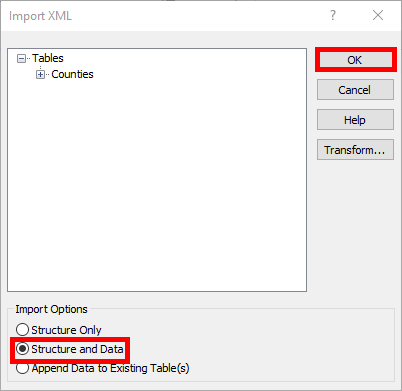 Import XML
Tables
Counties
OK
Cancel
Help
Transform...
Import Options
Structure Only
Structure and Data
Append Data to Existing Table(s)